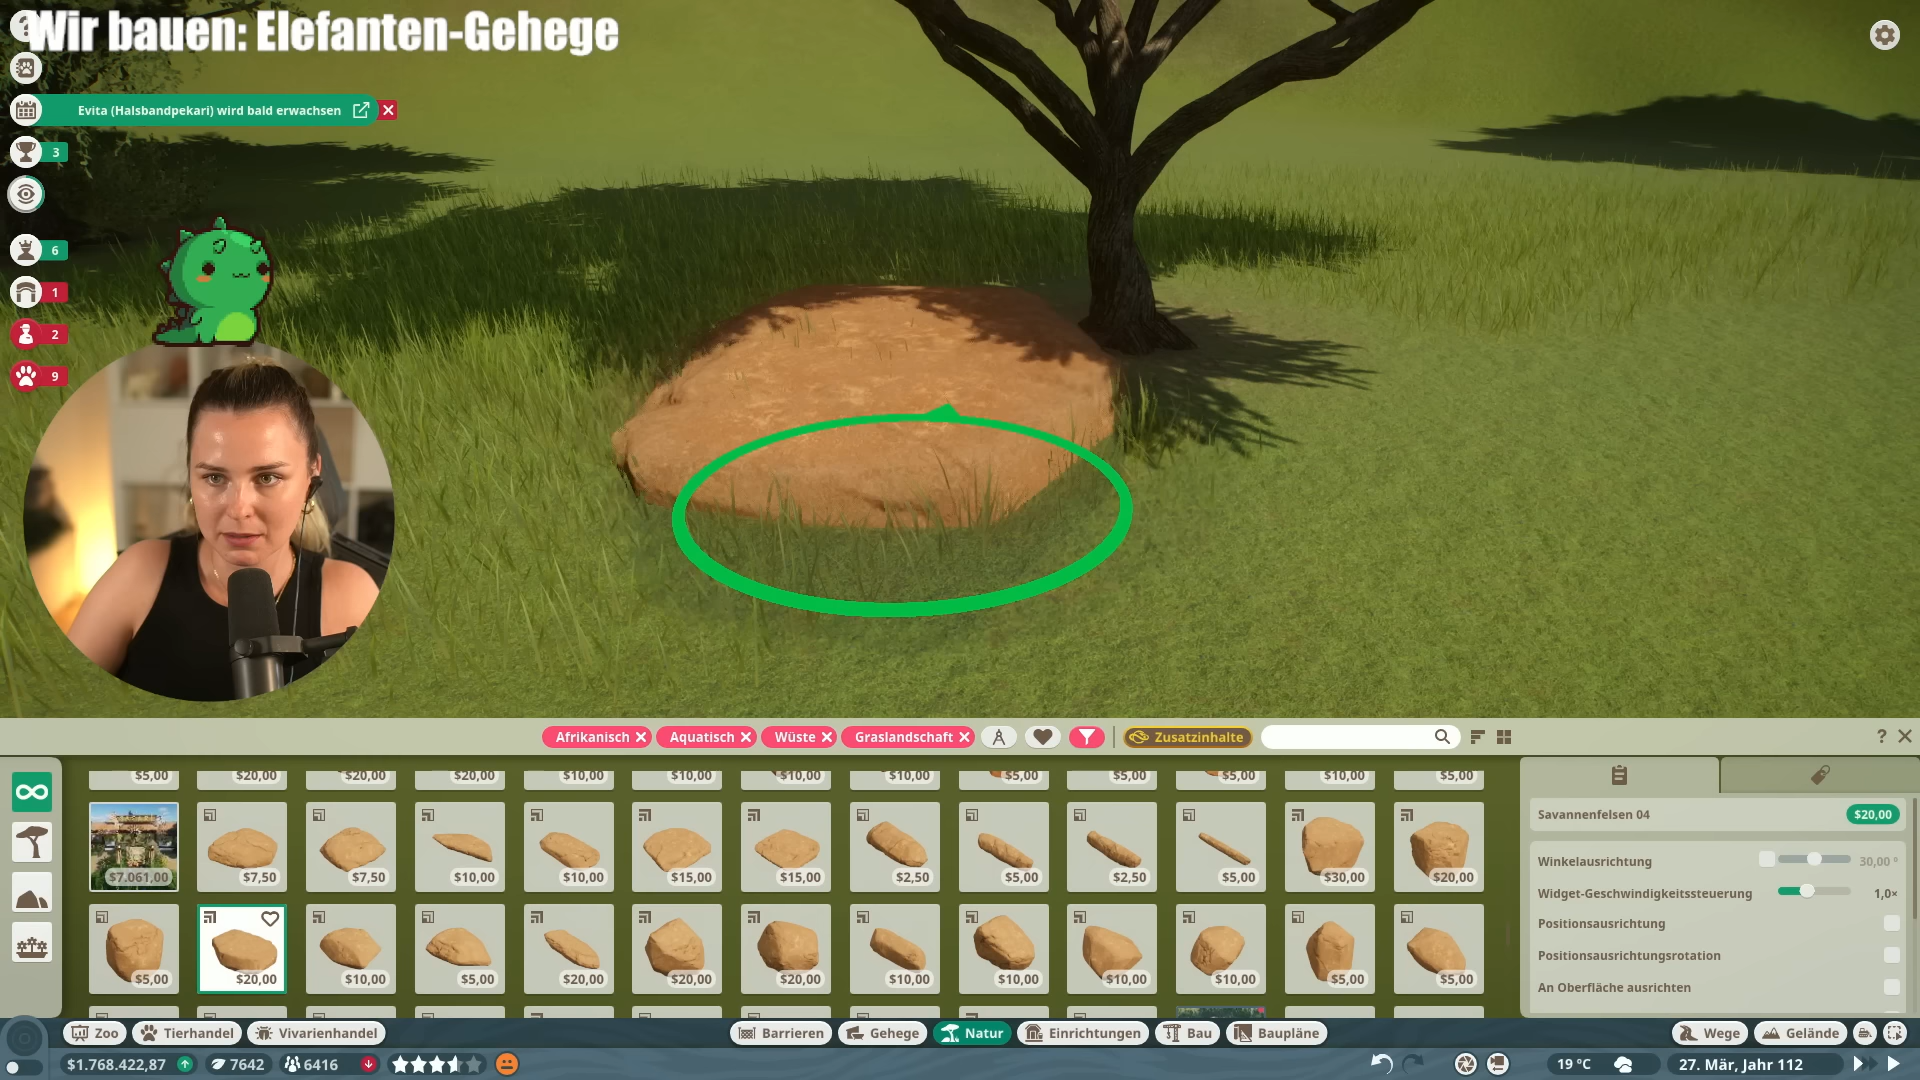 Wir bauen: Elefanten-Gehege
Evita (Halsbandpekari) wird bald erwachsen
3
6
1
2
9
Afrikanisch
Aquatisch
Wüste
Graslandschaft
Zusatzinhalte
?
$5,00 $20,00 $20,00 $20,00 $10,00 $10,00 $10,00 $10,00 $5,00 $5,00 $5,00 $10,00 $5,00
$7.061,00 $7,50 $7,50 $10,00 $10,00 $15,00 $15,00 $2,50 $5,00 $2,50 $5,00 $30,00 $20,00
$5,00 $20,00 $10,00 $5,00 $20,00 $20,00 $20,00 $10,00 $10,00 $10,00 $10,00 $5,00 $5,00
Savannenfelsen 04 $20,00
Winkelausrichtung 30,00 °
Widget-Geschwindigkeitssteuerung 1,0×
Positionsausrichtung
Positionsausrichtungsrotation
An Oberfläche ausrichten
Zoo Tierhandel Vivarienhandel Barrieren Gehege Natur Einrichtungen Bau Baupläne Wege Gelände
$1.768.422,87 7642 6416 19 °C 27. Mär, Jahr 112